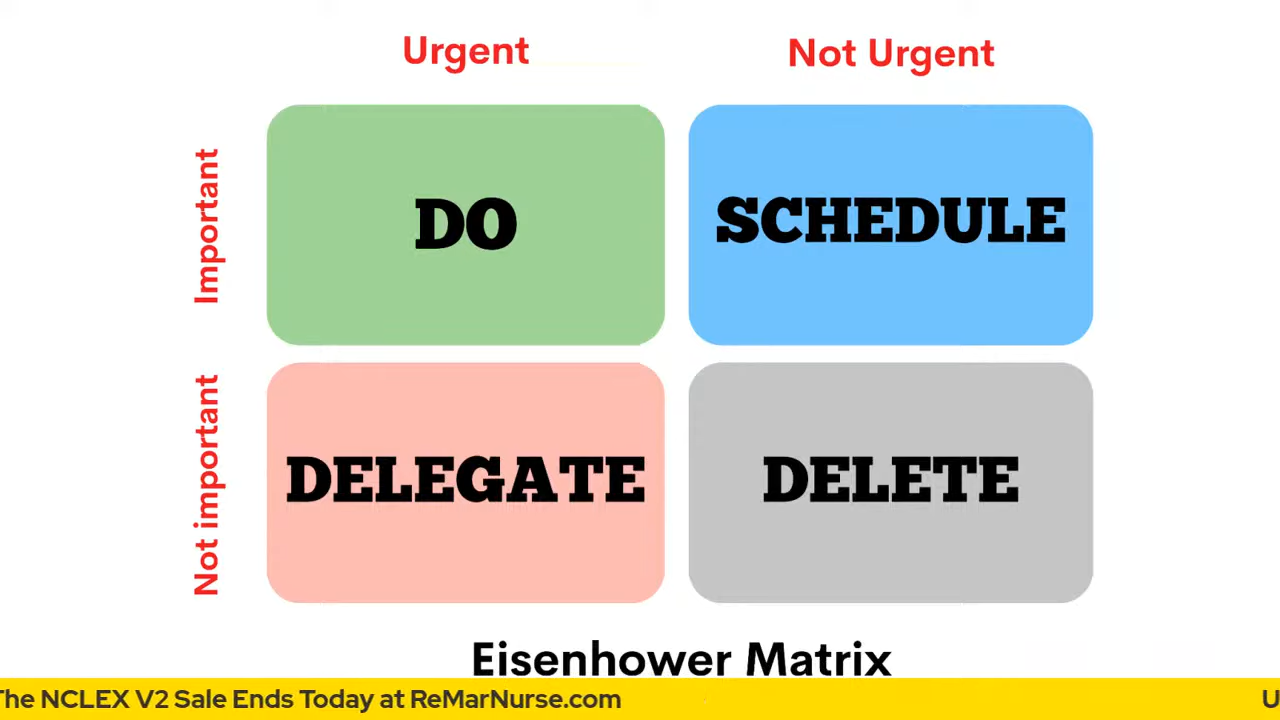 Urgent
Not Urgent
Important
DO
SCHEDULE
Not important
DELEGATE
DELETE
Eisenhower Matrix
The NCLEX V2 Sale Ends Today at ReMarNurse.com